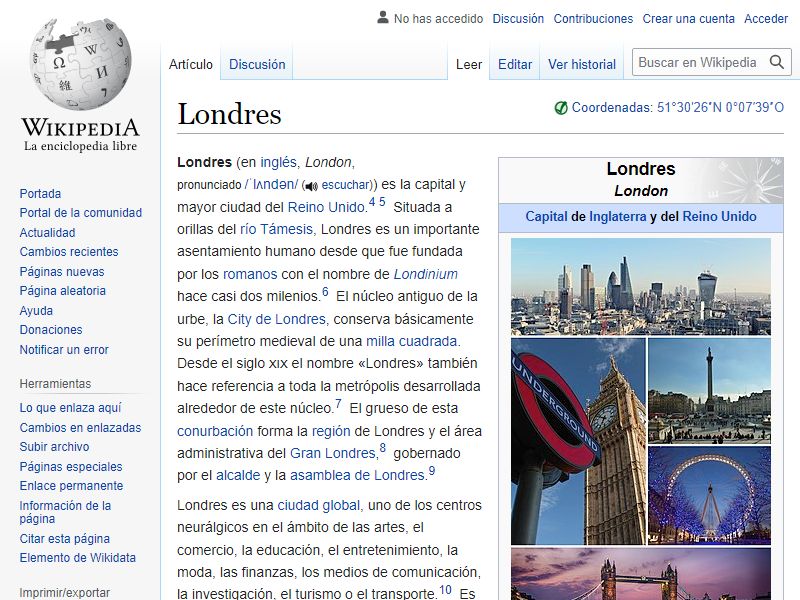 No has accedido Discusión Contribuciones Crear una cuenta Acceder
Artículo Discusión Leer Editar Ver historial Buscar en Wikipedia
WIKIPEDIA
La enciclopedia libre
Portada
Portal de la comunidad
Actualidad
Cambios recientes
Páginas nuevas
Página aleatoria
Ayuda
Donaciones
Notificar un error
Herramientas
Lo que enlaza aquí
Cambios en enlazadas
Subir archivo
Páginas especiales
Enlace permanente
Información de la
página
Citar esta página
Elemento de Wikidata
Imprimir/exportar
Londres
Coordenadas: 51°30′26″N 0°07′39″O
Londres (en inglés, London,
pronunciado /ˈlʌndən/ (escuchar)) es la capital y
mayor ciudad del Reino Unido.4 5 Situada a
orillas del río Támesis, Londres es un importante
asentamiento humano desde que fue fundada
por los romanos con el nombre de Londinium
hace casi dos milenios.6 El núcleo antiguo de la
urbe, la City de Londres, conserva básicamente
su perímetro medieval de una milla cuadrada.
Desde el siglo XIX el nombre «Londres» también
hace referencia a toda la metrópolis desarrollada
alrededor de este núcleo.7 El grueso de esta
conurbación forma la región de Londres y el área
administrativa del Gran Londres,8 gobernado
por el alcalde y la asamblea de Londres.9
Londres es una ciudad global, uno de los centros
neurálgicos en el ámbito de las artes, el
comercio, la educación, el entretenimiento, la
moda, las finanzas, los medios de comunicación,
la investigación, el turismo o el transporte.10 Es
Londres
London
Capital de Inglaterra y del Reino Unido
UNDERGROUND